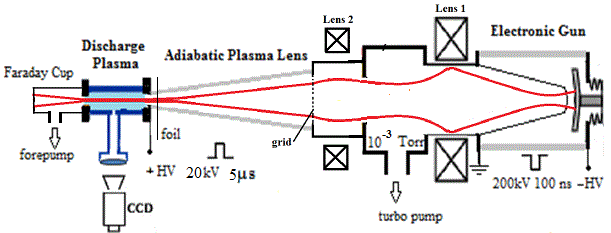 Lens 2
Lens 1
Electronic Gun
Discharge
Plasma
Adiabatic Plasma Lens
Faraday Cup
foil
grid
10⁻³ Torr
forepump
+ HV
20kV 5μs
200kV 100 ns –HV
CCD
turbo pump